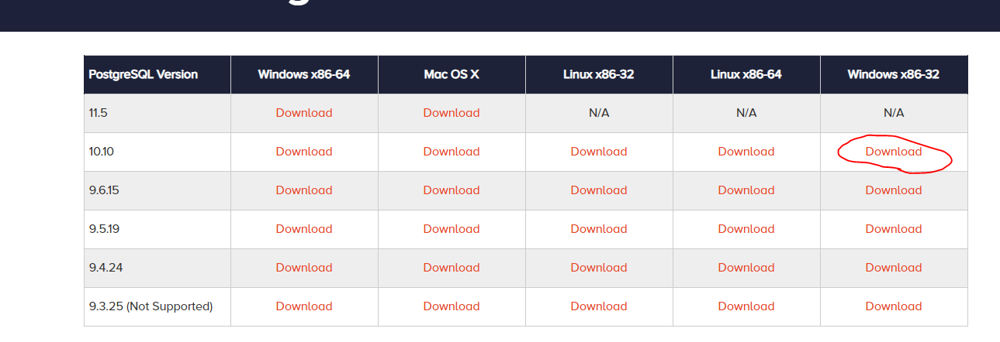 PostgreSQL Version Windows x86-64 Mac OS X Linux x86-32 Linux x86-64 Windows x86-32
11.5 Download Download N/A N/A N/A
10.10 Download Download Download Download Download
9.6.15 Download Download Download Download Download
9.5.19 Download Download Download Download Download
9.4.24 Download Download Download Download Download
9.3.25 (Not Supported) Download Download Download Download Download